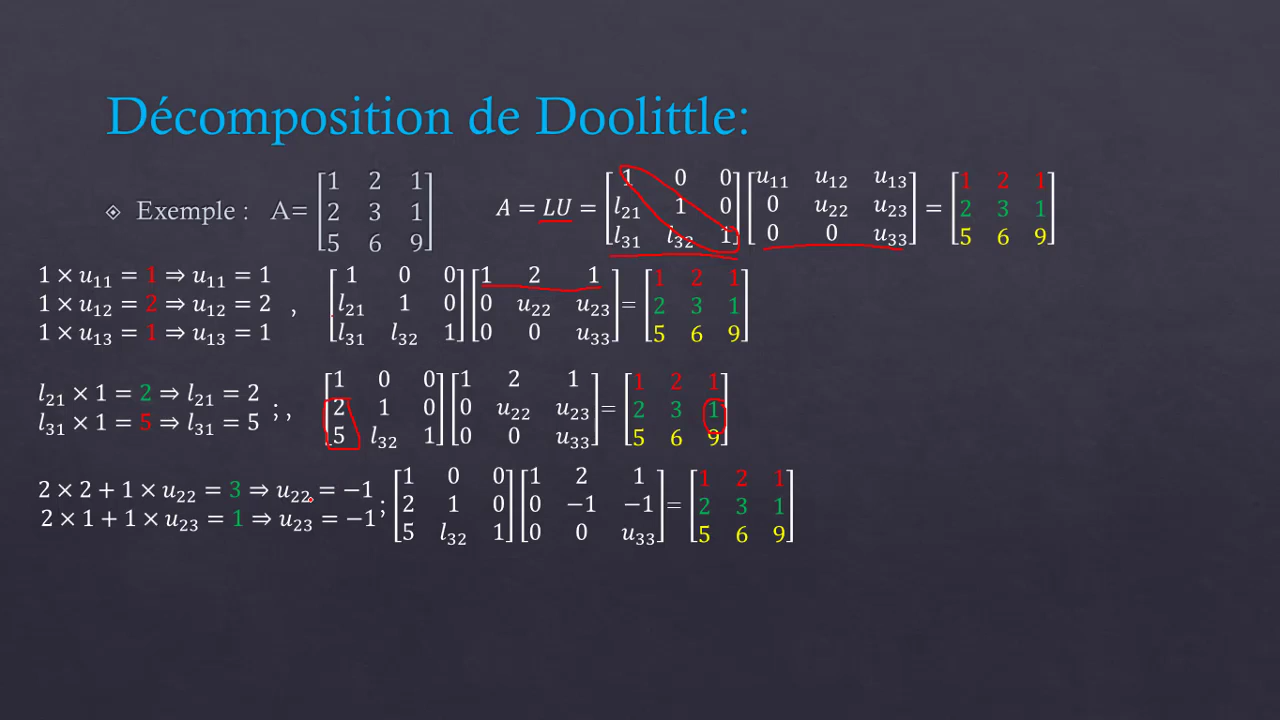 Décomposition de Doolittle:
Exemple : A= [1 2 1; 2 3 1; 5 6 9] A = LU = [1 0 0; l₂₁ 1 0; l₃₁ l₃₂ 1] [u₁₁ u₁₂ u₁₃; 0 u₂₂ u₂₃; 0 0 u₃₃] = [1 2 1; 2 3 1; 5 6 9]
1 × u₁₁ = 1 ⇒ u₁₁ = 1
1 × u₁₂ = 2 ⇒ u₁₂ = 2 , [1 0 0; l₂₁ 1 0; l₃₁ l₃₂ 1] [1 2 1; 0 u₂₂ u₂₃; 0 0 u₃₃] = [1 2 1; 2 3 1; 5 6 9]
1 × u₁₃ = 1 ⇒ u₁₃ = 1
l₂₁ × 1 = 2 ⇒ l₂₁ = 2 ; , [1 0 0; 2 1 0; 5 l₃₂ 1] [1 2 1; 0 u₂₂ u₂₃; 0 0 u₃₃] = [1 2 1; 2 3 1; 5 6 9]
l₃₁ × 1 = 5 ⇒ l₃₁ = 5
2 × 2 + 1 × u₂₂ = 3 ⇒ u₂₂ = −1 ; [1 0 0; 2 1 0; 5 l₃₂ 1] [1 2 1; 0 −1 −1; 0 0 u₃₃] = [1 2 1; 2 3 1; 5 6 9]
2 × 1 + 1 × u₂₃ = 1 ⇒ u₂₃ = −1